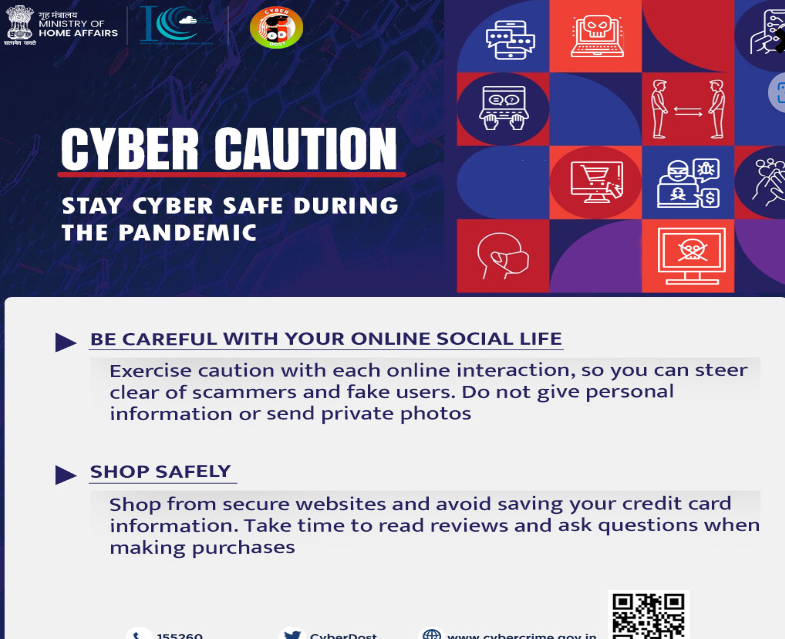 गृह मंत्रालय
MINISTRY OF
HOME AFFAIRS
सत्यमेव जयते
CYBER
DOST
CYBER CAUTION
STAY CYBER SAFE DURING
THE PANDEMIC
BE CAREFUL WITH YOUR ONLINE SOCIAL LIFE
Exercise caution with each online interaction, so you can steer
clear of scammers and fake users. Do not give personal
information or send private photos
SHOP SAFELY
Shop from secure websites and avoid saving your credit card
information. Take time to read reviews and ask questions when
making purchases
155260
CyberDost
www.cybercrime.gov.in